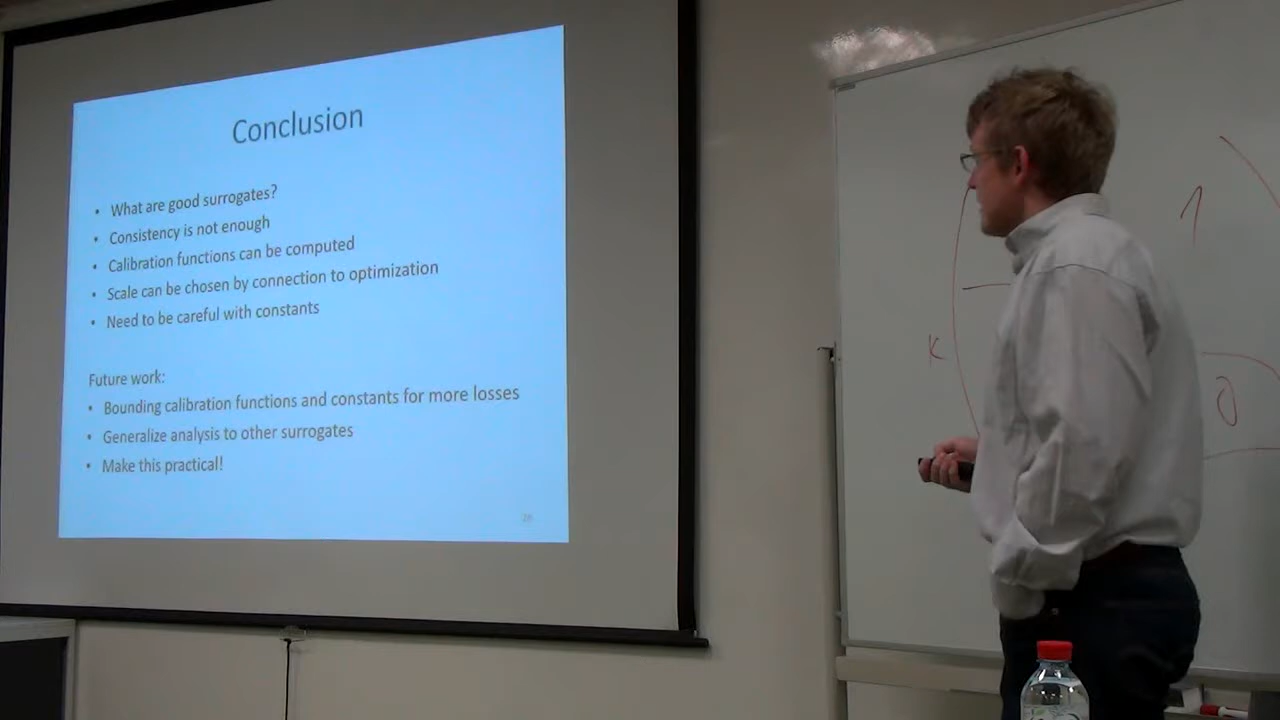 Conclusion
• What are good surrogates?
• Consistency is not enough
• Calibration functions can be computed
• Scale can be chosen by connection to optimization
• Need to be careful with constants
Future work:
• Bounding calibration functions and constants for more losses
• Generalize analysis to other surrogates
• Make this practical!
1
K
0